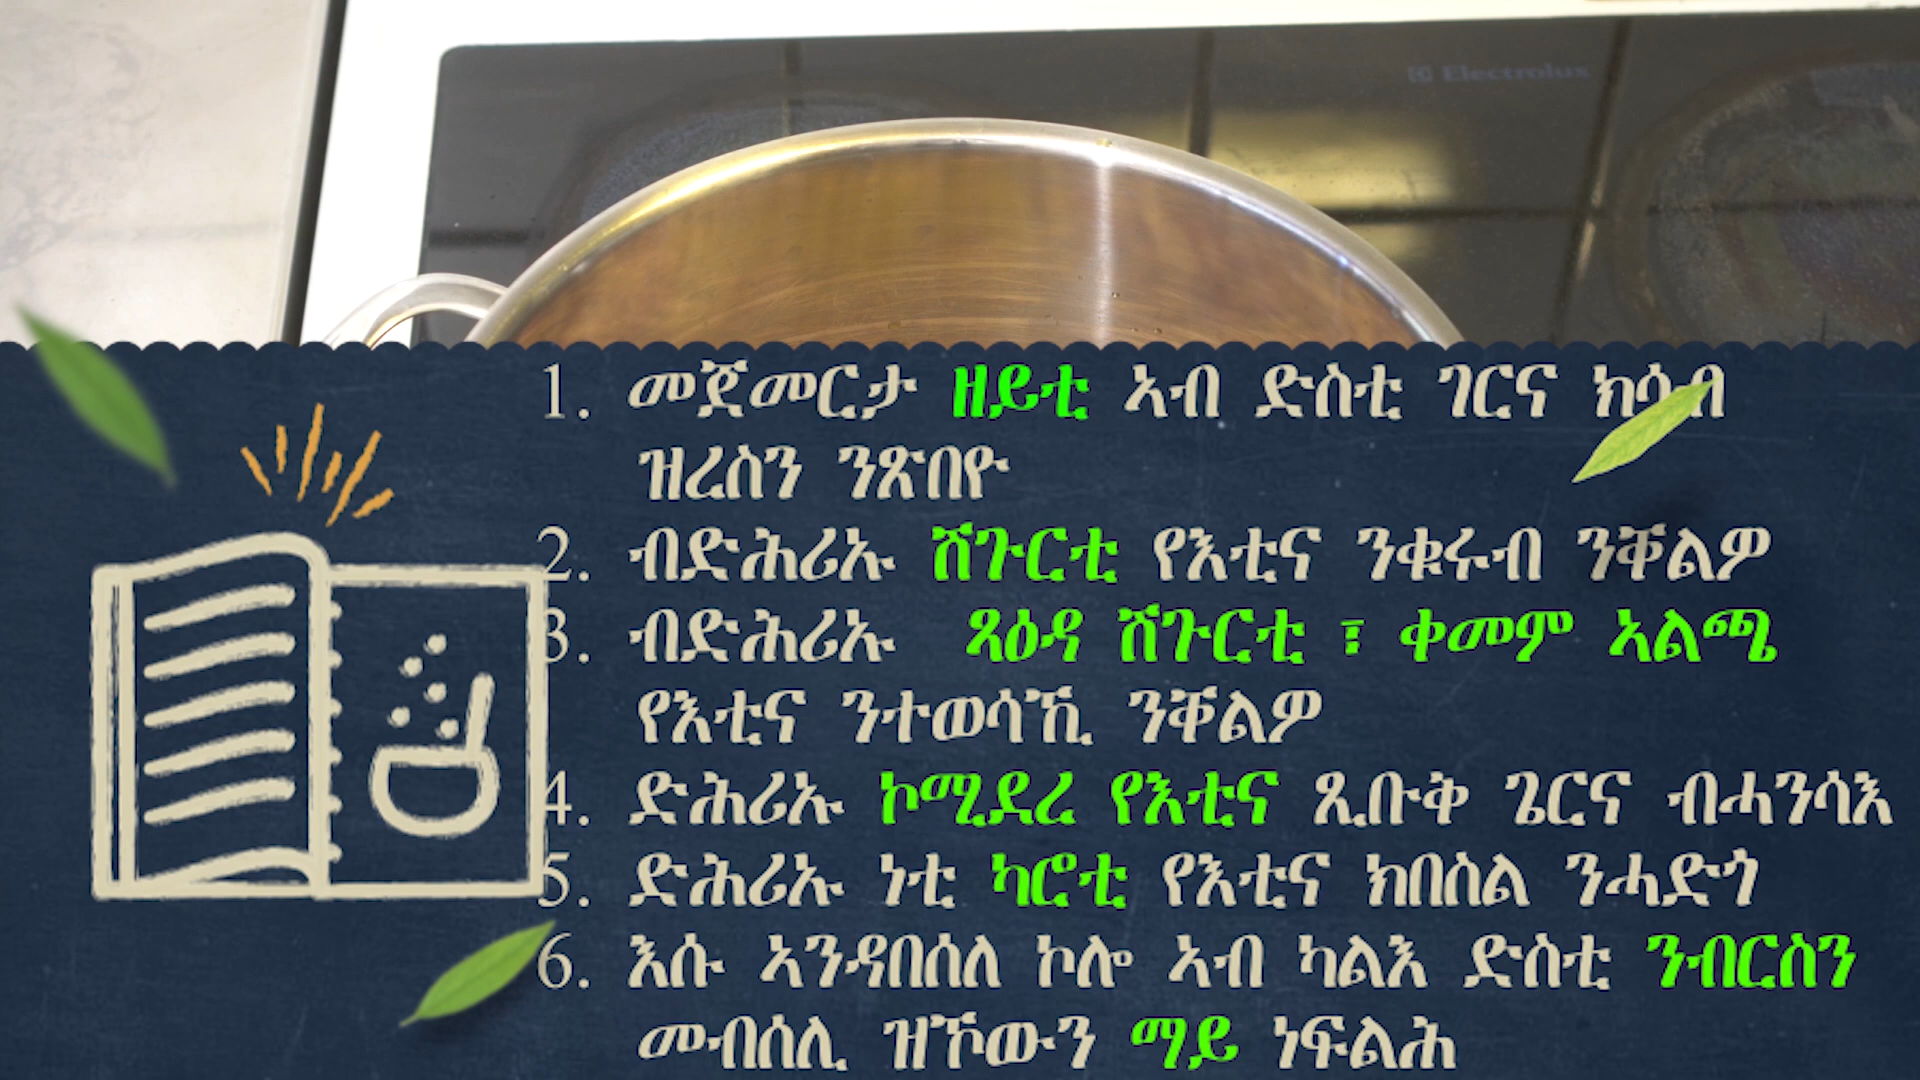 Electrolux
1. መጀመርታ ዘይቲ ኣብ ድስቲ ገርና ክሳብ
ዝረስን ንጽበዮ
2. ብድሕሪኡ ሽጉርቲ የእቲና ንቁሩብ ንቐልዎ
3. ብድሕሪኡ ጻዕዳ ሽጉርቲ ፣ ቀመም ኣልጫ
የእቲና ንተወሳኺ ንቐልዎ
4. ድሕሪኡ ኮሚደረ የእቲና ጺቡቅ ጌርና ብሓንሳእ
5. ድሕሪኡ ነቲ ካሮቲ የእቲና ክበስል ንሓድጎ
6. እሱ ኣንዳበሰለ ኮሎ ኣብ ካልእ ድስቲ ንብርስን
መብሰሊ ዝኾውን ማይ ነፍልሕ